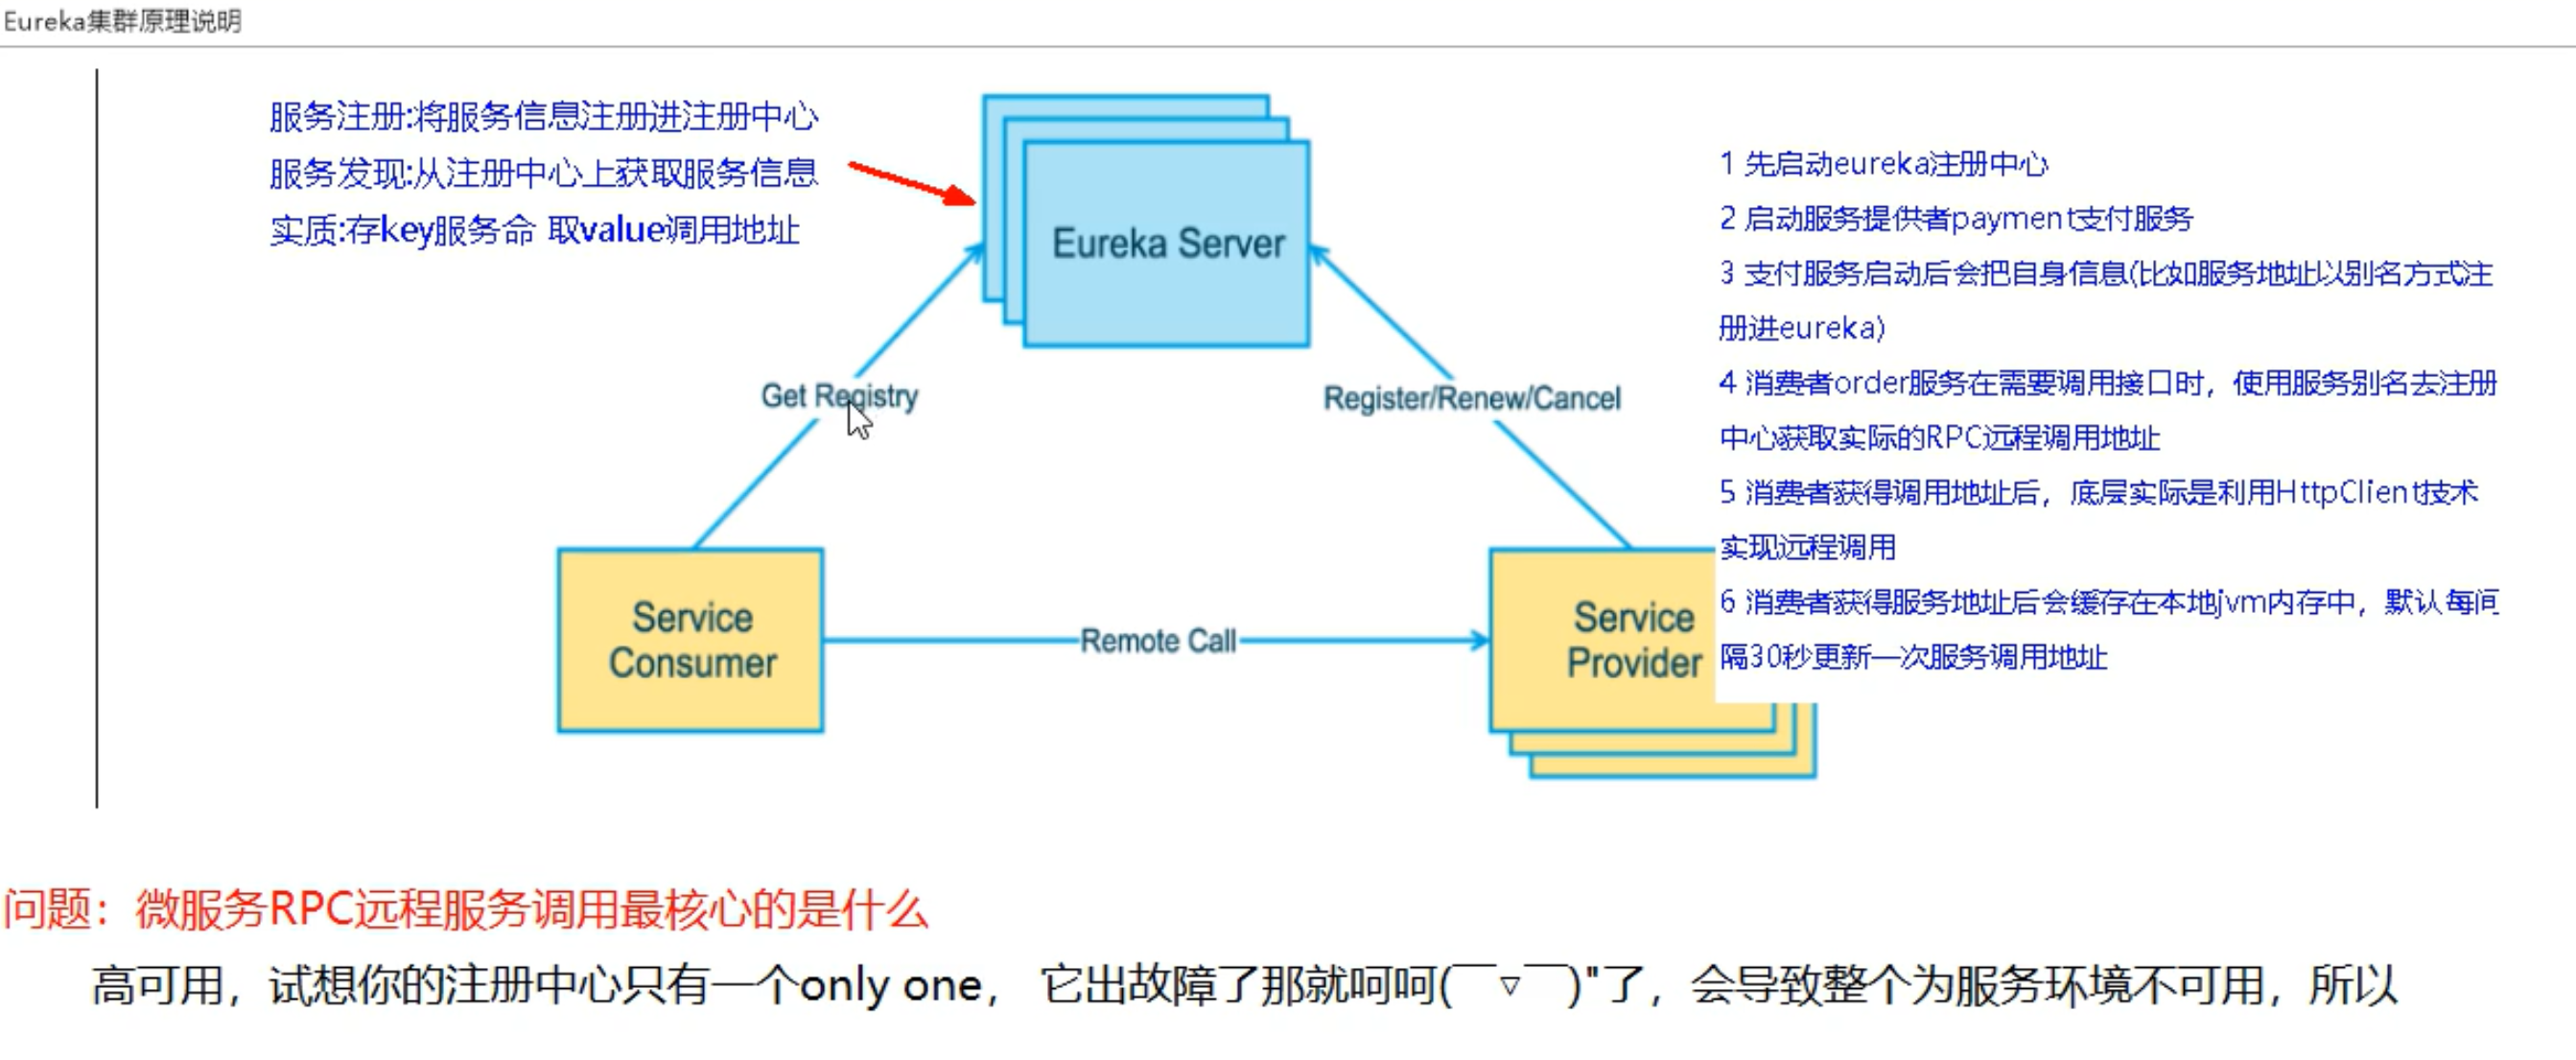 Eureka集群原理说明
服务注册:将服务信息注册进注册中心
服务发现:从注册中心上获取服务信息
实质:存key服务命 取value调用地址
Eureka Server
Get Registry
Register/Renew/Cancel
Service
Consumer
Remote Call
Service
Provider
1 先启动eureka注册中心
2 启动服务提供者payment支付服务
3 支付服务启动后会把自身信息(比如服务地址以别名方式注
册进eureka)
4 消费者order服务在需要调用接口时，使用服务别名去注册
中心获取实际的RPC远程调用地址
5 消费者获得调用地址后，底层实际是利用HttpClient技术
实现远程调用
6 消费者获得服务地址后会缓存在本地jvm内存中，默认每间
隔30秒更新一次服务调用地址
问题：微服务RPC远程服务调用最核心的是什么
高可用，试想你的注册中心只有一个only one， 它出故障了那就呵呵(￣▽￣)"了，会导致整个为服务环境不可用，所以